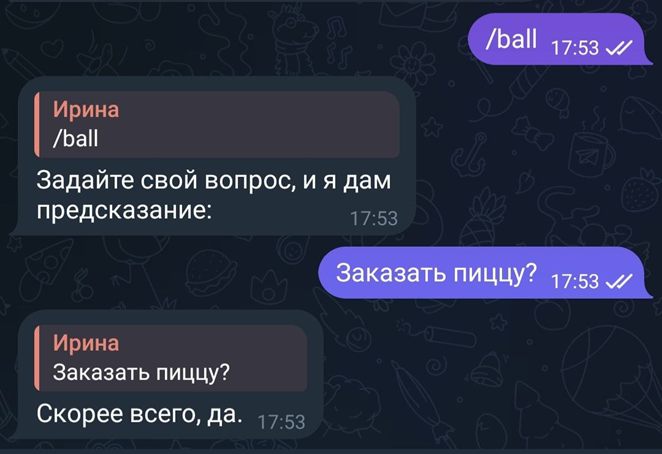 /ball 17:53
Ирина
/ball
Задайте свой вопрос, и я дам
предсказание: 17:53
Заказать пиццу? 17:53
Ирина
Заказать пиццу?
Скорее всего, да. 17:53